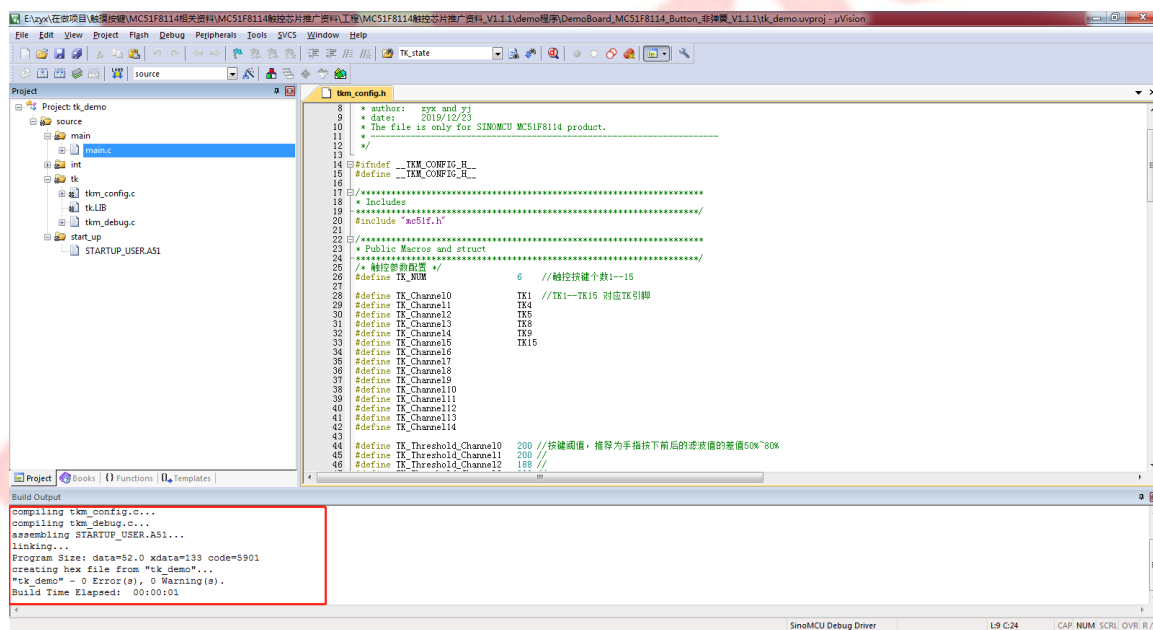 E:\zyx\在做项目\触摸按键\MC51F8114相关资料\MC51F8114触控芯片推广资料\工程\MC51F8114触控芯片推广资料_V1.1.1\demo程序\DemoBoard_MC51F8114_Button_非弹簧_V1.1.1\tk_demo.uvproj - µVision
File Edit View Project Flash Debug Peripherals Tools SVCS Window Help
TK_state
LOAD source
Project
tkm_config.h
Project: tk_demo
source
main
main.c
int
tk
tkm_config.c
tk.LIB
tkm_debug.c
start_up
STARTUP_USER.A51
8 * author: zyx and yj
9 * date: 2019/12/23
10 * The file is only for SINOMCU MC51F8114 product.
11 * ---------------------------------------------------------------------
12 */
13
14 #ifndef __TKM_CONFIG_H__
15 #define __TKM_CONFIG_H__
16
17 /********************************************************************
18 * Includes
19 ********************************************************************/
20 #include "mc51f.h"
21
22 /********************************************************************
23 * Public Macros and struct
24 ********************************************************************/
25 /* 触控参数配置 */
26 #define TK_NUM 6 //触控按键个数1--15
27
28 #define TK_Channel0 TK1 //TK1--TK15 对应TK引脚
29 #define TK_Channel1 TK4
30 #define TK_Channel2 TK5
31 #define TK_Channel3 TK8
32 #define TK_Channel4 TK9
33 #define TK_Channel5 TK15
34 #define TK_Channel6
35 #define TK_Channel7
36 #define TK_Channel8
37 #define TK_Channel9
38 #define TK_Channel10
39 #define TK_Channel11
40 #define TK_Channel12
41 #define TK_Channel13
42 #define TK_Channel14
43
44 #define TK_Threshold_Channel0 200 //按键阈值，推荐为手指按下前后的滤波值的差值50%~80%
45 #define TK_Threshold_Channel1 200 //
46 #define TK_Threshold_Channel2 188 //
Project Books {} Functions Templates
Build Output
compiling tkm_config.c...
compiling tkm_debug.c...
assembling STARTUP_USER.A51...
linking...
Program Size: data=52.0 xdata=133 code=5901
creating hex file from "tk_demo"...
"tk_demo" - 0 Error(s), 0 Warning(s).
Build Time Elapsed: 00:00:01
SinoMCU Debug Driver L:9 C:24 CAP NUM SCRL OVR R /